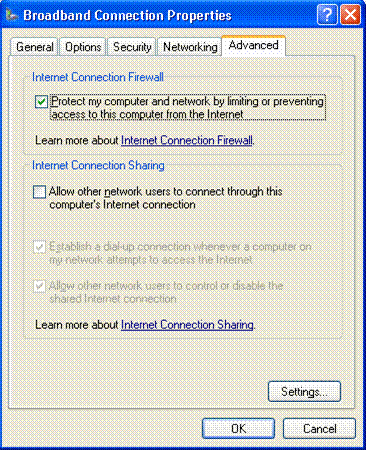 Broadband Connection Properties
General Options Security Networking Advanced
Internet Connection Firewall
Protect my computer and network by limiting or preventing
access to this computer from the Internet
Learn more about Internet Connection Firewall.
Internet Connection Sharing
Allow other network users to connect through this
computer's Internet connection
Establish a dial-up connection whenever a computer on
my network attempts to access the Internet
Allow other network users to control or disable the
shared Internet connection
Learn more about Internet Connection Sharing.
Settings...
OK Cancel